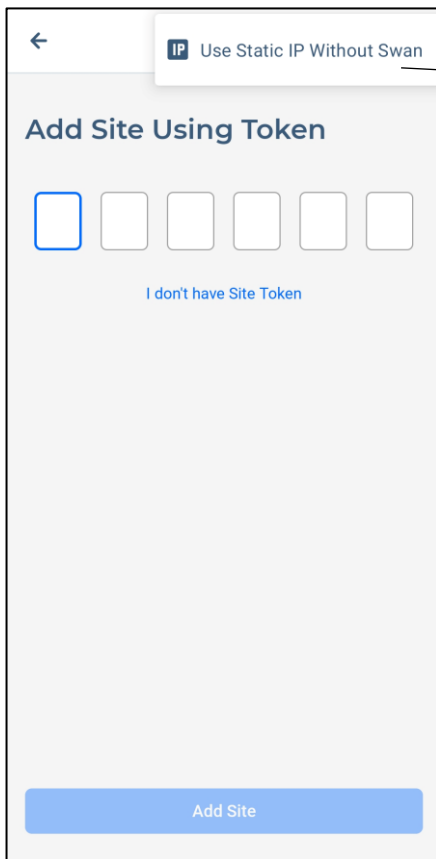 IP Use Static IP Without Swan
Add Site Using Token
I don't have Site Token
Add Site